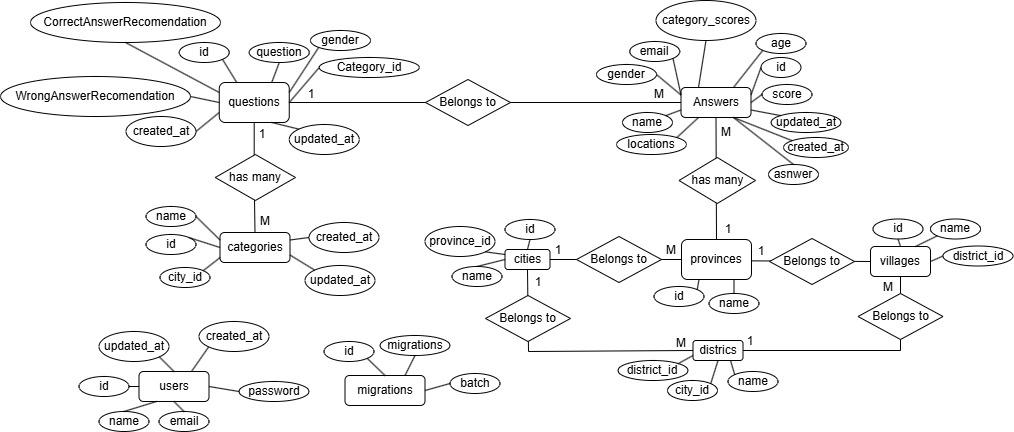 CorrectAnswerRecomendation
id
question
gender
Category_id
WrongAnswerRecomendation
questions
created_at
updated_at
1
Belongs to
M
category_scores
email
age
gender
id
Answers
score
name
updated_at
locations
created_at
asnwer
1
has many
M
M
has many
1
name
id
categories
created_at
city_id
updated_at
id
province_id
cities
name
1
Belongs to
M
provinces
id
name
1
Belongs to
id
name
villages
district_id
1
Belongs to
M
M
Belongs to
1
districs
district_id
city_id
name
updated_at
created_at
id
users
password
name
email
id
migrations
migrations
batch